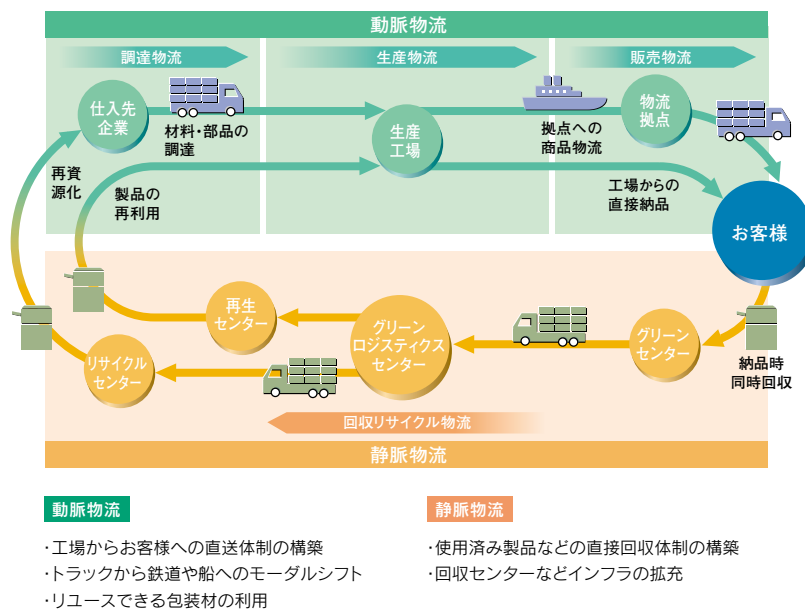 動脈物流
調達物流
生産物流
販売物流
仕入先
企業
材料・部品の
調達
生産
工場
拠点への
商品物流
物流
拠点
再資
源化
製品の
再利用
工場からの
直接納品
お客様
再生
センター
グリーン
ロジスティクス
センター
グリーン
センター
リサイクル
センター
納品時
同時回収
回収リサイクル物流
静脈物流
動脈物流
・工場からお客様への直送体制の構築
・トラックから鉄道や船へのモーダルシフト
・リユースできる包装材の利用
静脈物流
・使用済み製品などの直接回収体制の構築
・回収センターなどインフラの拡充